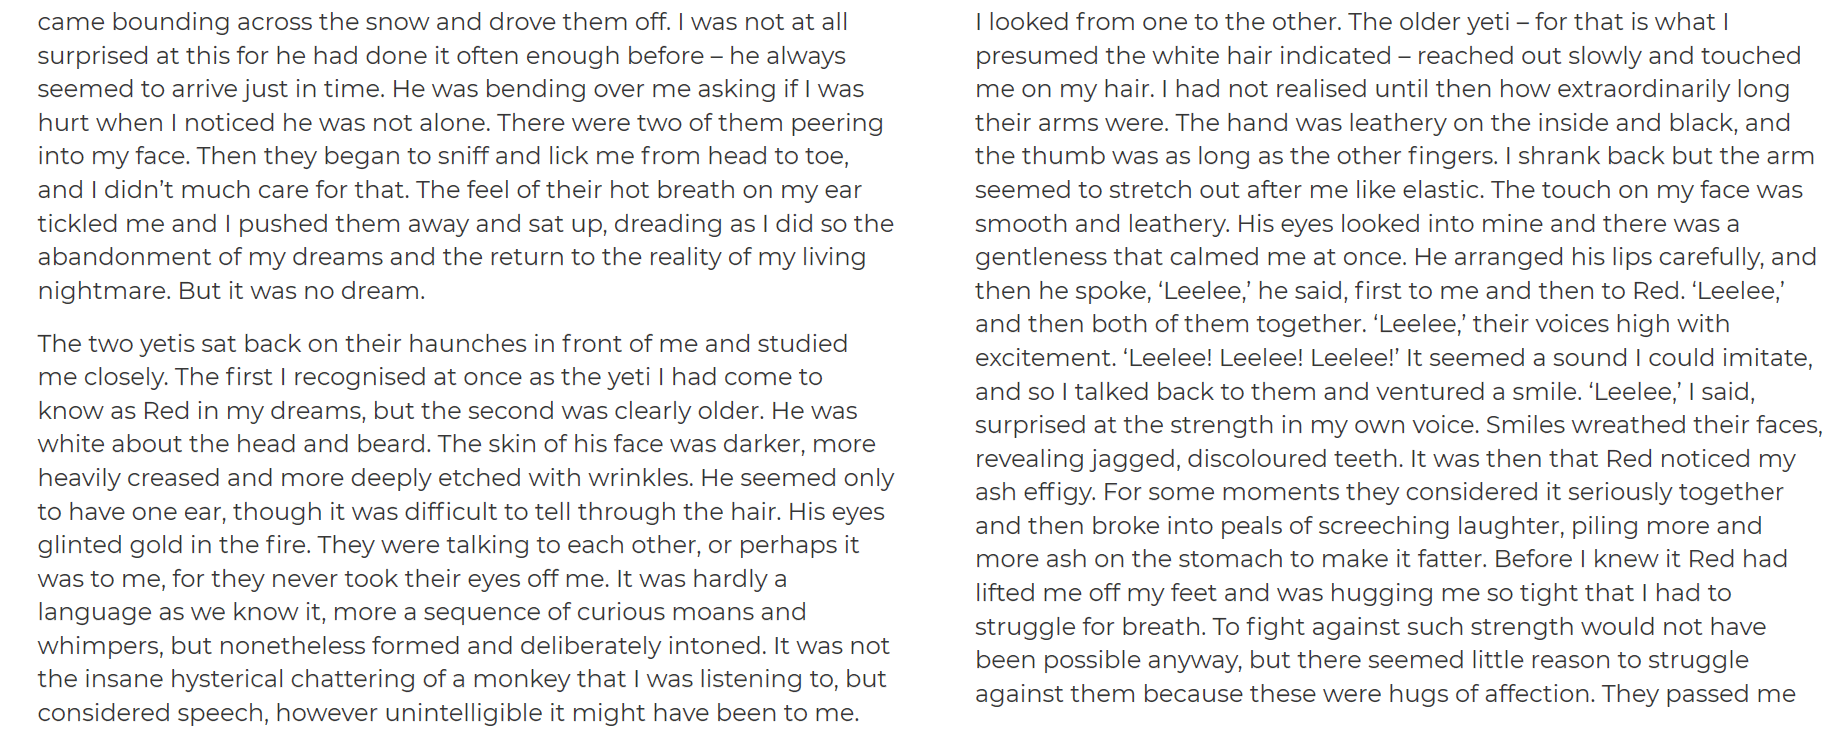 came bounding across the snow and drove them off. I was not at all
surprised at this for he had done it often enough before – he always
seemed to arrive just in time. He was bending over me asking if I was
hurt when I noticed he was not alone. There were two of them peering
into my face. Then they began to sniff and lick me from head to toe,
and I didn’t much care for that. The feel of their hot breath on my ear
tickled me and I pushed them away and sat up, dreading as I did so the
abandonment of my dreams and the return to the reality of my living
nightmare. But it was no dream.
The two yetis sat back on their haunches in front of me and studied
me closely. The first I recognised at once as the yeti I had come to
know as Red in my dreams, but the second was clearly older. He was
white about the head and beard. The skin of his face was darker, more
heavily creased and more deeply etched with wrinkles. He seemed only
to have one ear, though it was difficult to tell through the hair. His eyes
glinted gold in the fire. They were talking to each other, or perhaps it
was to me, for they never took their eyes off me. It was hardly a
language as we know it, more a sequence of curious moans and
whimpers, but nonetheless formed and deliberately intoned. It was not
the insane hysterical chattering of a monkey that I was listening to, but
considered speech, however unintelligible it might have been to me.
I looked from one to the other. The older yeti – for that is what I
presumed the white hair indicated – reached out slowly and touched
me on my hair. I had not realised until then how extraordinarily long
their arms were. The hand was leathery on the inside and black, and
the thumb was as long as the other fingers. I shrank back but the arm
seemed to stretch out after me like elastic. The touch on my face was
smooth and leathery. His eyes looked into mine and there was a
gentleness that calmed me at once. He arranged his lips carefully, and
then he spoke, ‘Leelee,’ he said, first to me and then to Red. ‘Leelee,’
and then both of them together. ‘Leelee,’ their voices high with
excitement. ‘Leelee! Leelee! Leelee!’ It seemed a sound I could imitate,
and so I talked back to them and ventured a smile. ‘Leelee,’ I said,
surprised at the strength in my own voice. Smiles wreathed their faces,
revealing jagged, discoloured teeth. It was then that Red noticed my
ash effigy. For some moments they considered it seriously together
and then broke into peals of screeching laughter, piling more and
more ash on the stomach to make it fatter. Before I knew it Red had
lifted me off my feet and was hugging me so tight that I had to
struggle for breath. To fight against such strength would not have
been possible anyway, but there seemed little reason to struggle
against them because these were hugs of affection. They passed me